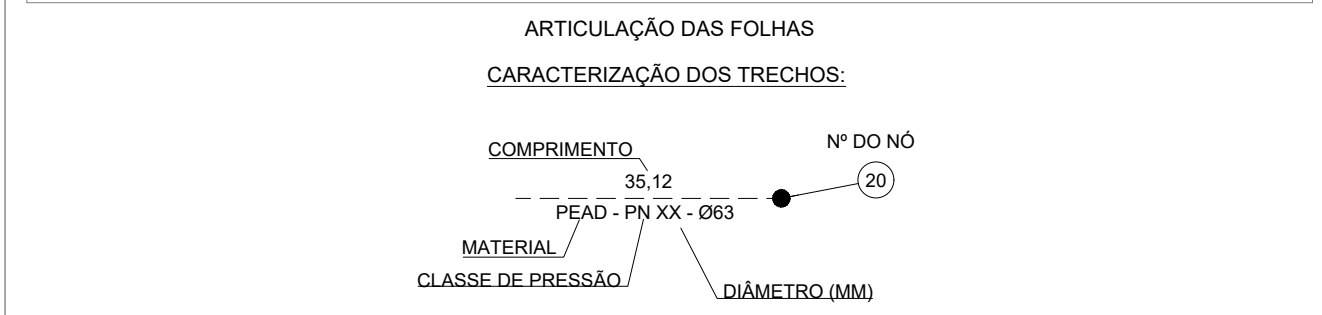 ARTICULAÇÃO DAS FOLHAS
CARACTERIZAÇÃO DOS TRECHOS:
Nº DO NÓ
COMPRIMENTO
35,12
20
PEAD - PN XX - Ø63
MATERIAL
CLASSE DE PRESSÃO
DIÂMETRO (MM)